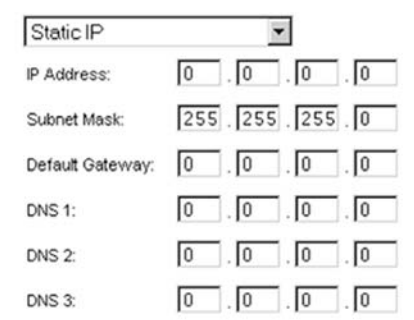 Static IP
IP Address: 0 . 0 . 0 . 0
Subnet Mask: 255 . 255 . 255 . 0
Default Gateway: 0 . 0 . 0 . 0
DNS 1: 0 . 0 . 0 . 0
DNS 2: 0 . 0 . 0 . 0
DNS 3: 0 . 0 . 0 . 0